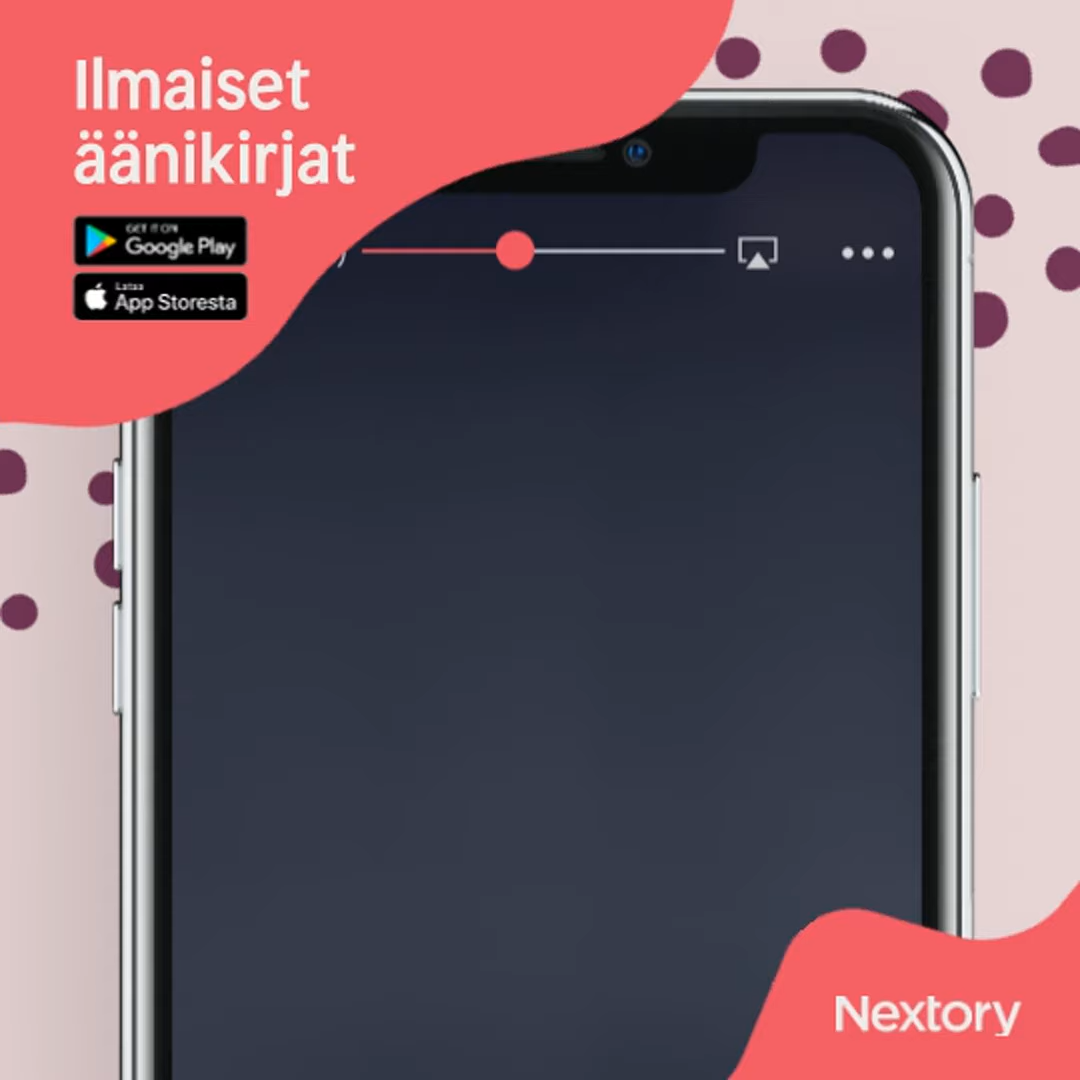 Ilmaiset
äänikirjat
GET IT ON
Google Play
Lataa
App Storesta
Nextory